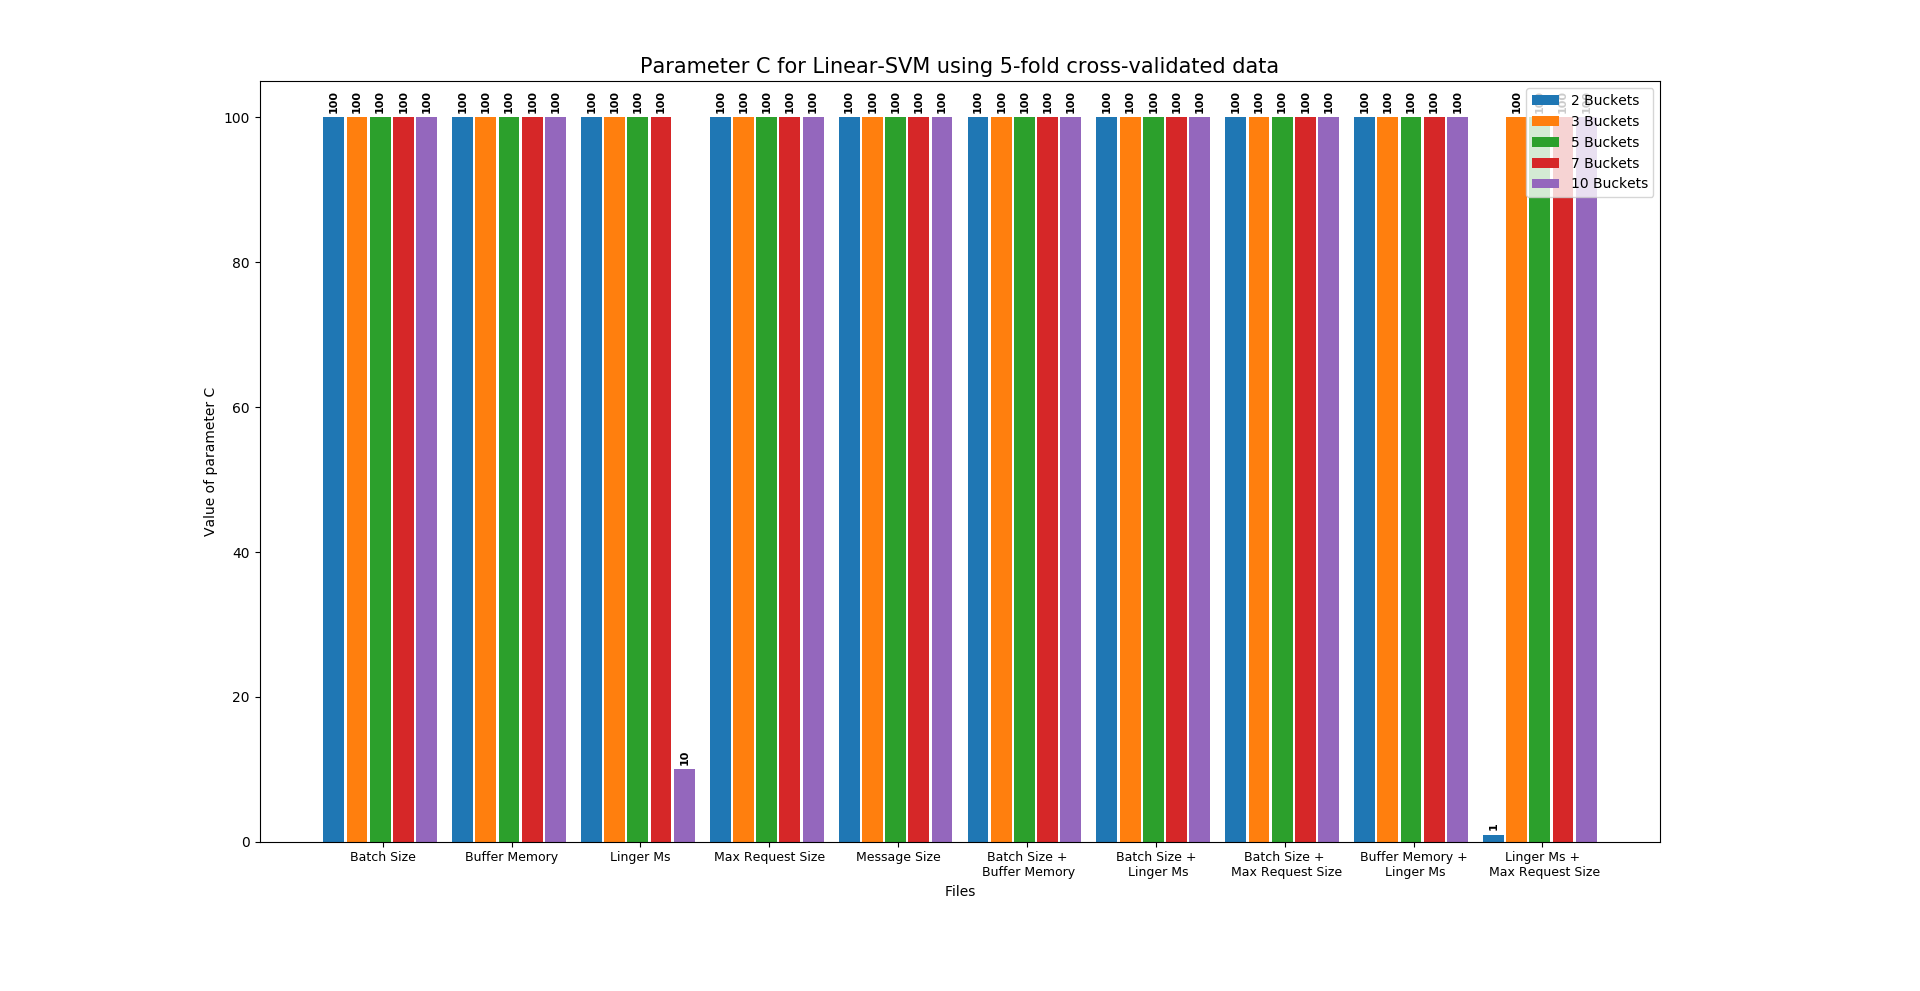 Parameter C for Linear-SVM using 5-fold cross-validated data
100 100 100 100 100 100 100 100 100 100 100 100 100 100 100 100 100 100 100 100 100 100 100 100 100 100 100 100 100 100 100 100 100 100 100 100 100 100 100 100 100 100 100 100 100 100 100 100
2 Buckets
3 Buckets
5 Buckets
7 Buckets
10 Buckets
100
80
60
40
20
0
Value of parameter C
10
1
Batch Size
Buffer Memory
Linger Ms
Max Request Size
Message Size
Batch Size +
Buffer Memory
Batch Size +
Linger Ms
Batch Size +
Max Request Size
Buffer Memory +
Linger Ms
Linger Ms +
Max Request Size
Files